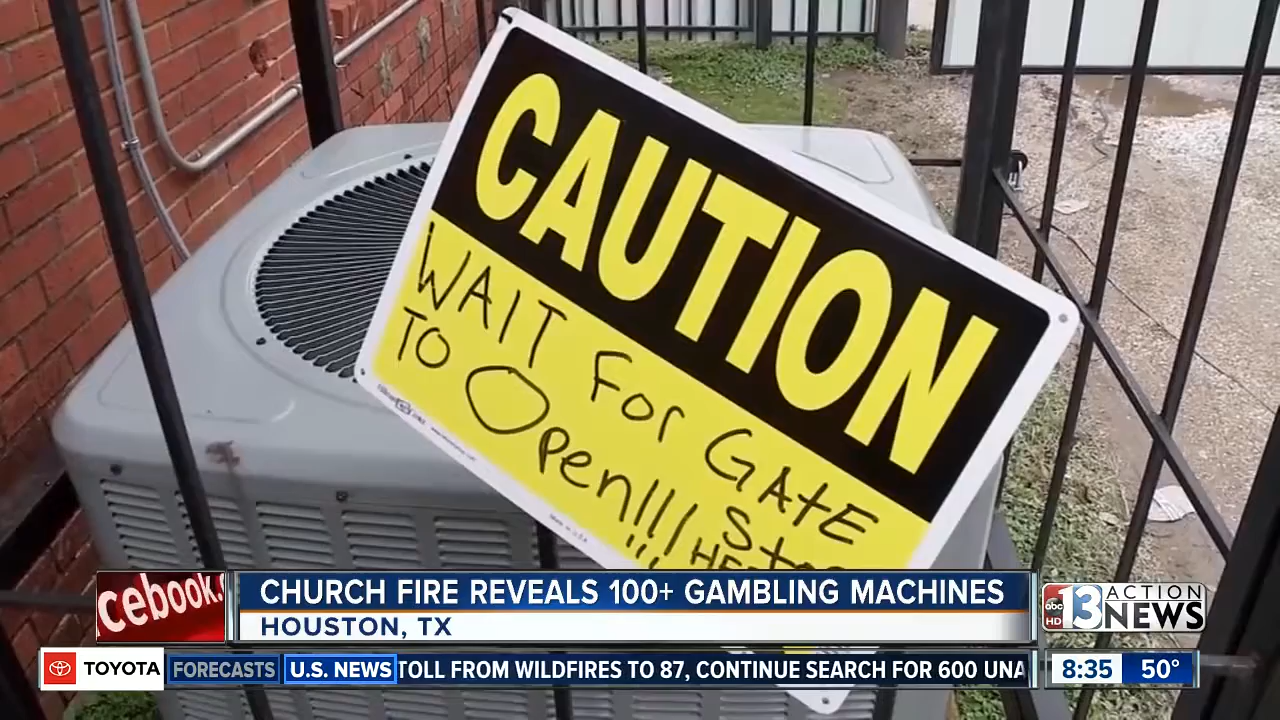 CAUTION
WAIT For GATE
TO Open!!! 
cebook.
CHURCH FIRE REVEALS 100+ GAMBLING MACHINES
HOUSTON, TX
abc 13 ACTION
HD NEWS
TOYOTA FORECASTS U.S. NEWS TOLL FROM WILDFIRES TO 87, CONTINUE SEARCH FOR 600 UNA 8:35 50°